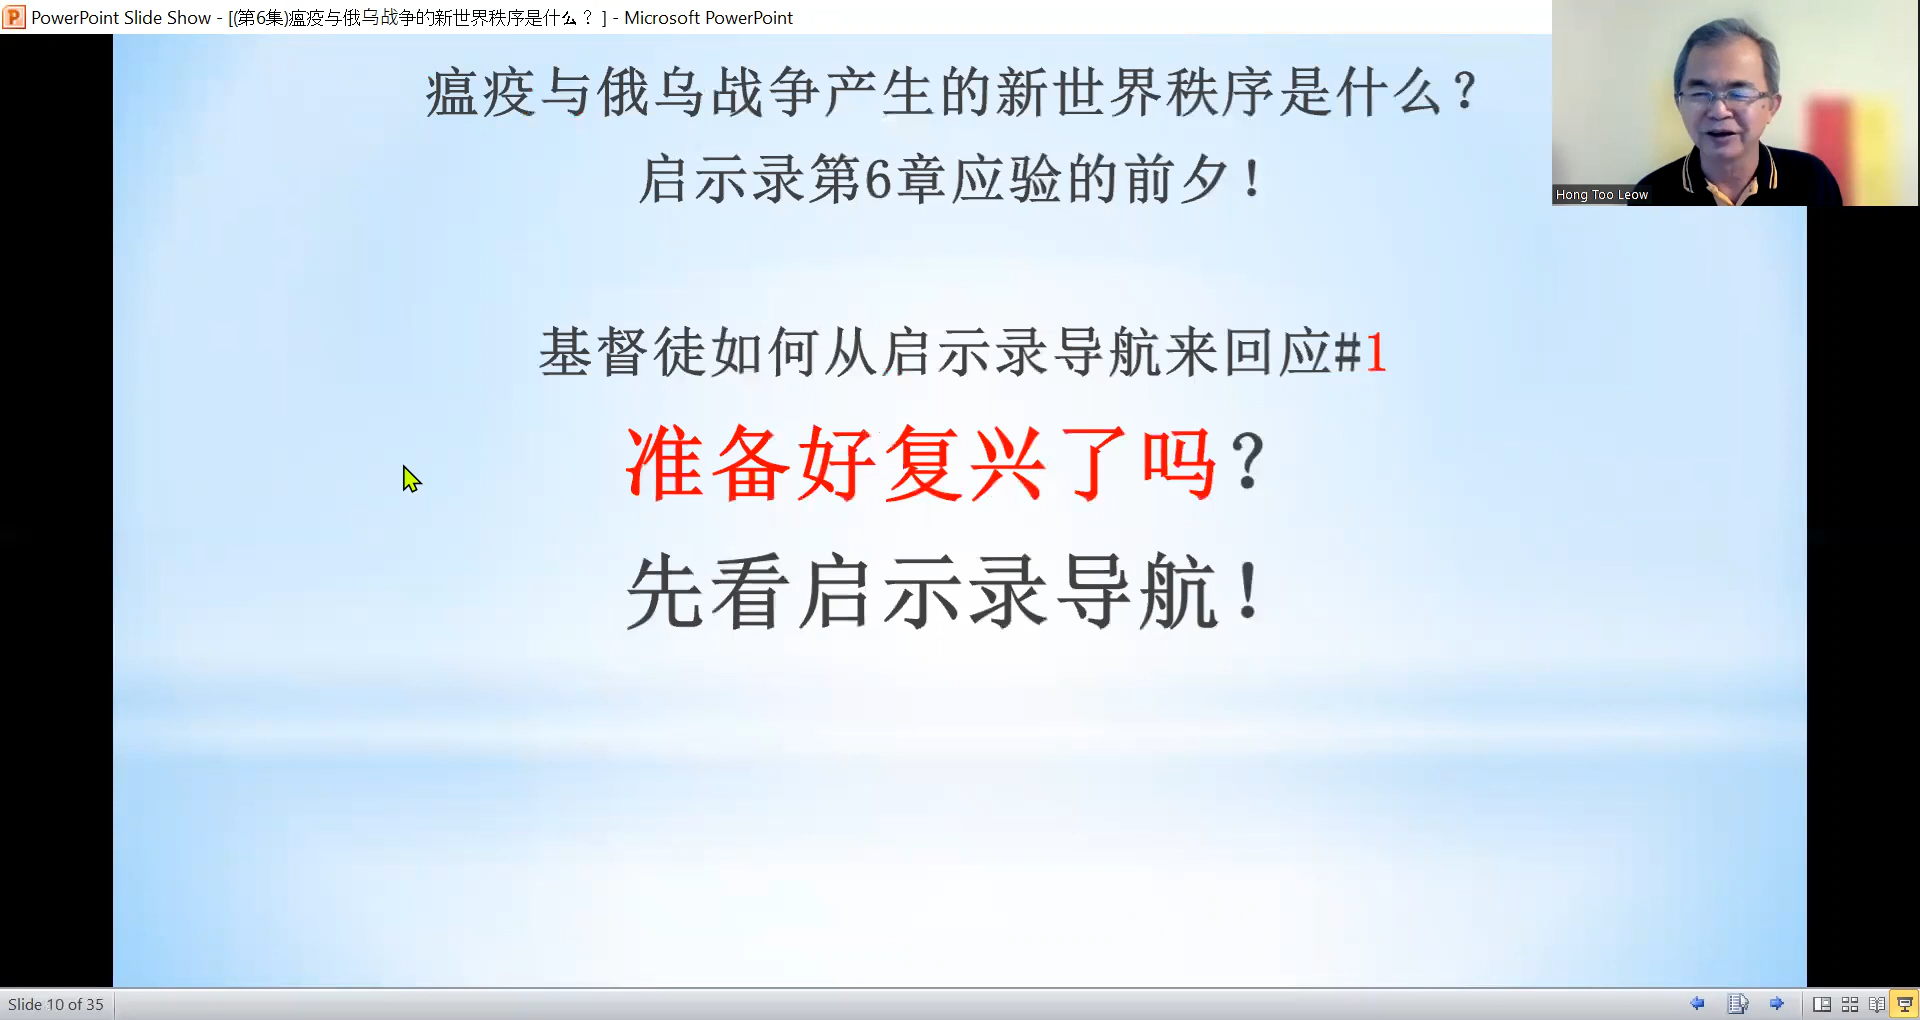 PowerPoint Slide Show - [(第6集)瘟疫与俄乌战争的新世界秩序是什么？ ] - Microsoft PowerPoint
瘟疫与俄乌战争产生的新世界秩序是什么？
启示录第6章应验的前夕！
Hong Too Leow
基督徒如何从启示录导航来回应#1
准备好复兴了吗？
先看启示录导航！
Slide 10 of 35